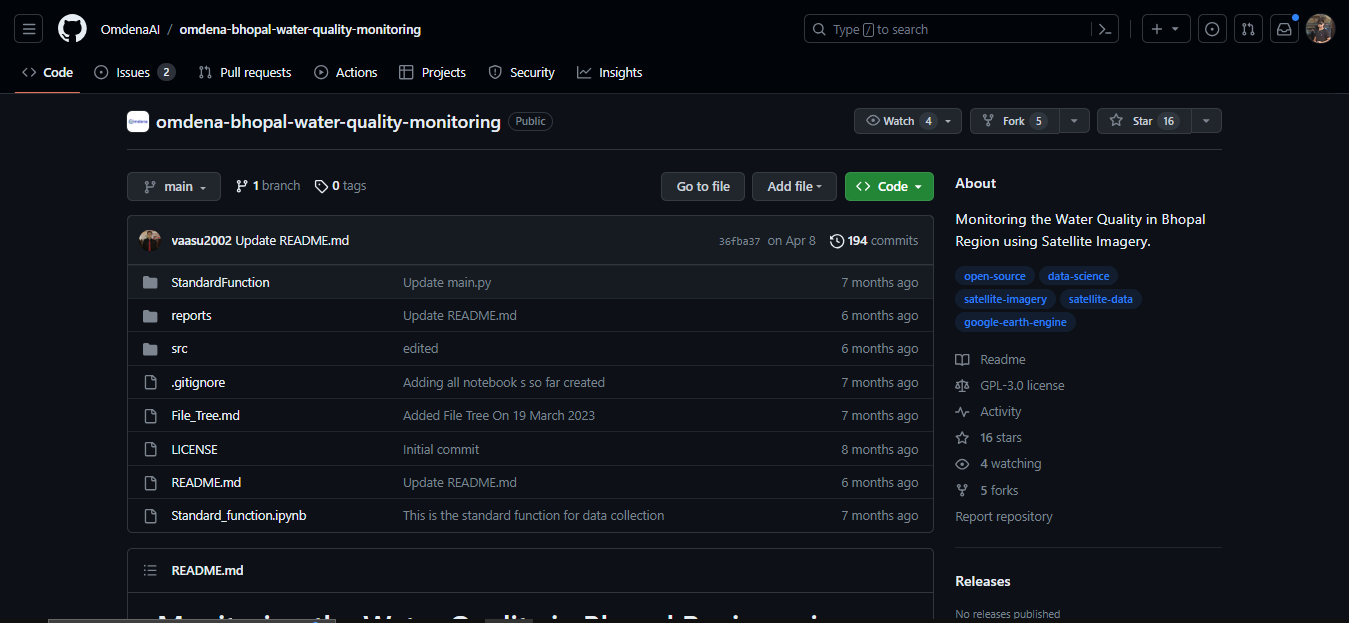 OmdenaAI / omdena-bhopal-water-quality-monitoring
Type / to search
Code
Issues 2
Pull requests
Actions
Projects
Security
Insights
omdena-bhopal-water-quality-monitoring Public
Watch 4
Fork 5
Star 16
main
1 branch
0 tags
Go to file
Add file
Code
vaasu2002 Update README.md 36fba37 on Apr 8 194 commits
StandardFunction Update main.py 7 months ago
reports Update README.md 6 months ago
src edited 6 months ago
.gitignore Adding all notebook s so far created 7 months ago
File_Tree.md Added File Tree On 19 March 2023 7 months ago
LICENSE Initial commit 8 months ago
README.md Update README.md 6 months ago
Standard_function.ipynb This is the standard function for data collection 7 months ago
README.md
About
Monitoring the Water Quality in Bhopal
Region using Satellite Imagery.
open-source data-science
satellite-imagery satellite-data
google-earth-engine
Readme
GPL-3.0 license
Activity
16 stars
4 watching
5 forks
Report repository
Releases
No releases published